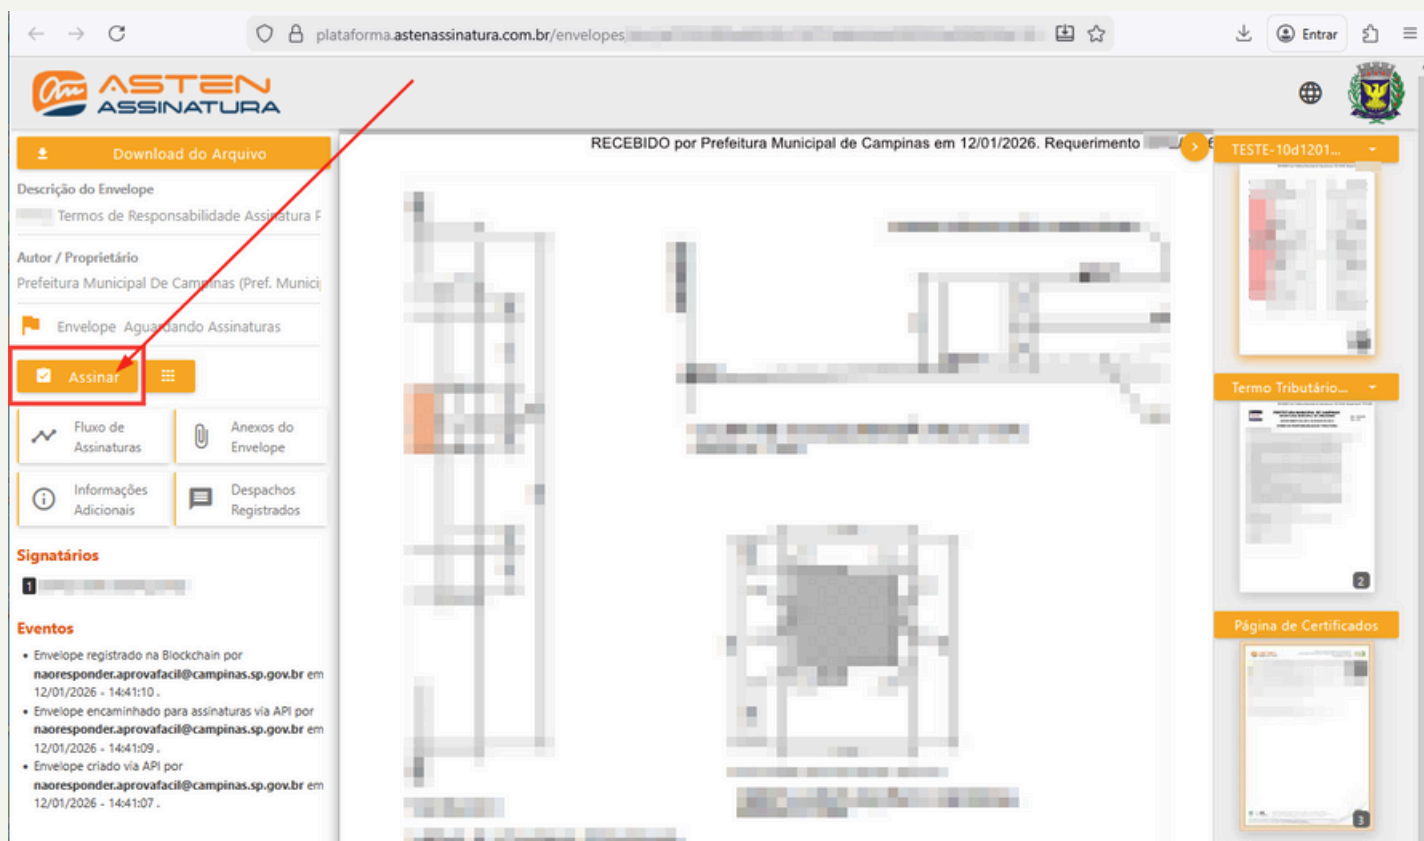 plataforma.astenassinatura.com.br/envelopes
Entrar
ASTEN
ASSINATURA
Download do Arquivo
Descrição do Envelope
Termos de Responsabilidade Assinatura
Autor / Proprietário
Prefeitura Municipal De Campinas (Pref. Munici
Envelope Aguardando Assinaturas
Assinar
Fluxo de
Assinaturas
Anexos do
Envelope
Informações
Adicionais
Despachos
Registrados
Signatários
1
Eventos
• Envelope registrado na Blockchain por
naoresponder.aprovafacil@campinas.sp.gov.br em
12/01/2026 - 14:41:10 .
• Envelope encaminhado para assinaturas via API por
naoresponder.aprovafacil@campinas.sp.gov.br em
12/01/2026 - 14:41:09 .
• Envelope criado via API por
naoresponder.aprovafacil@campinas.sp.gov.br em
12/01/2026 - 14:41:07 .
RECEBIDO por Prefeitura Municipal de Campinas em 12/01/2026. Requerimento
TESTE-10d1201...
Termo Tributário...
2
Página de Certificados
3